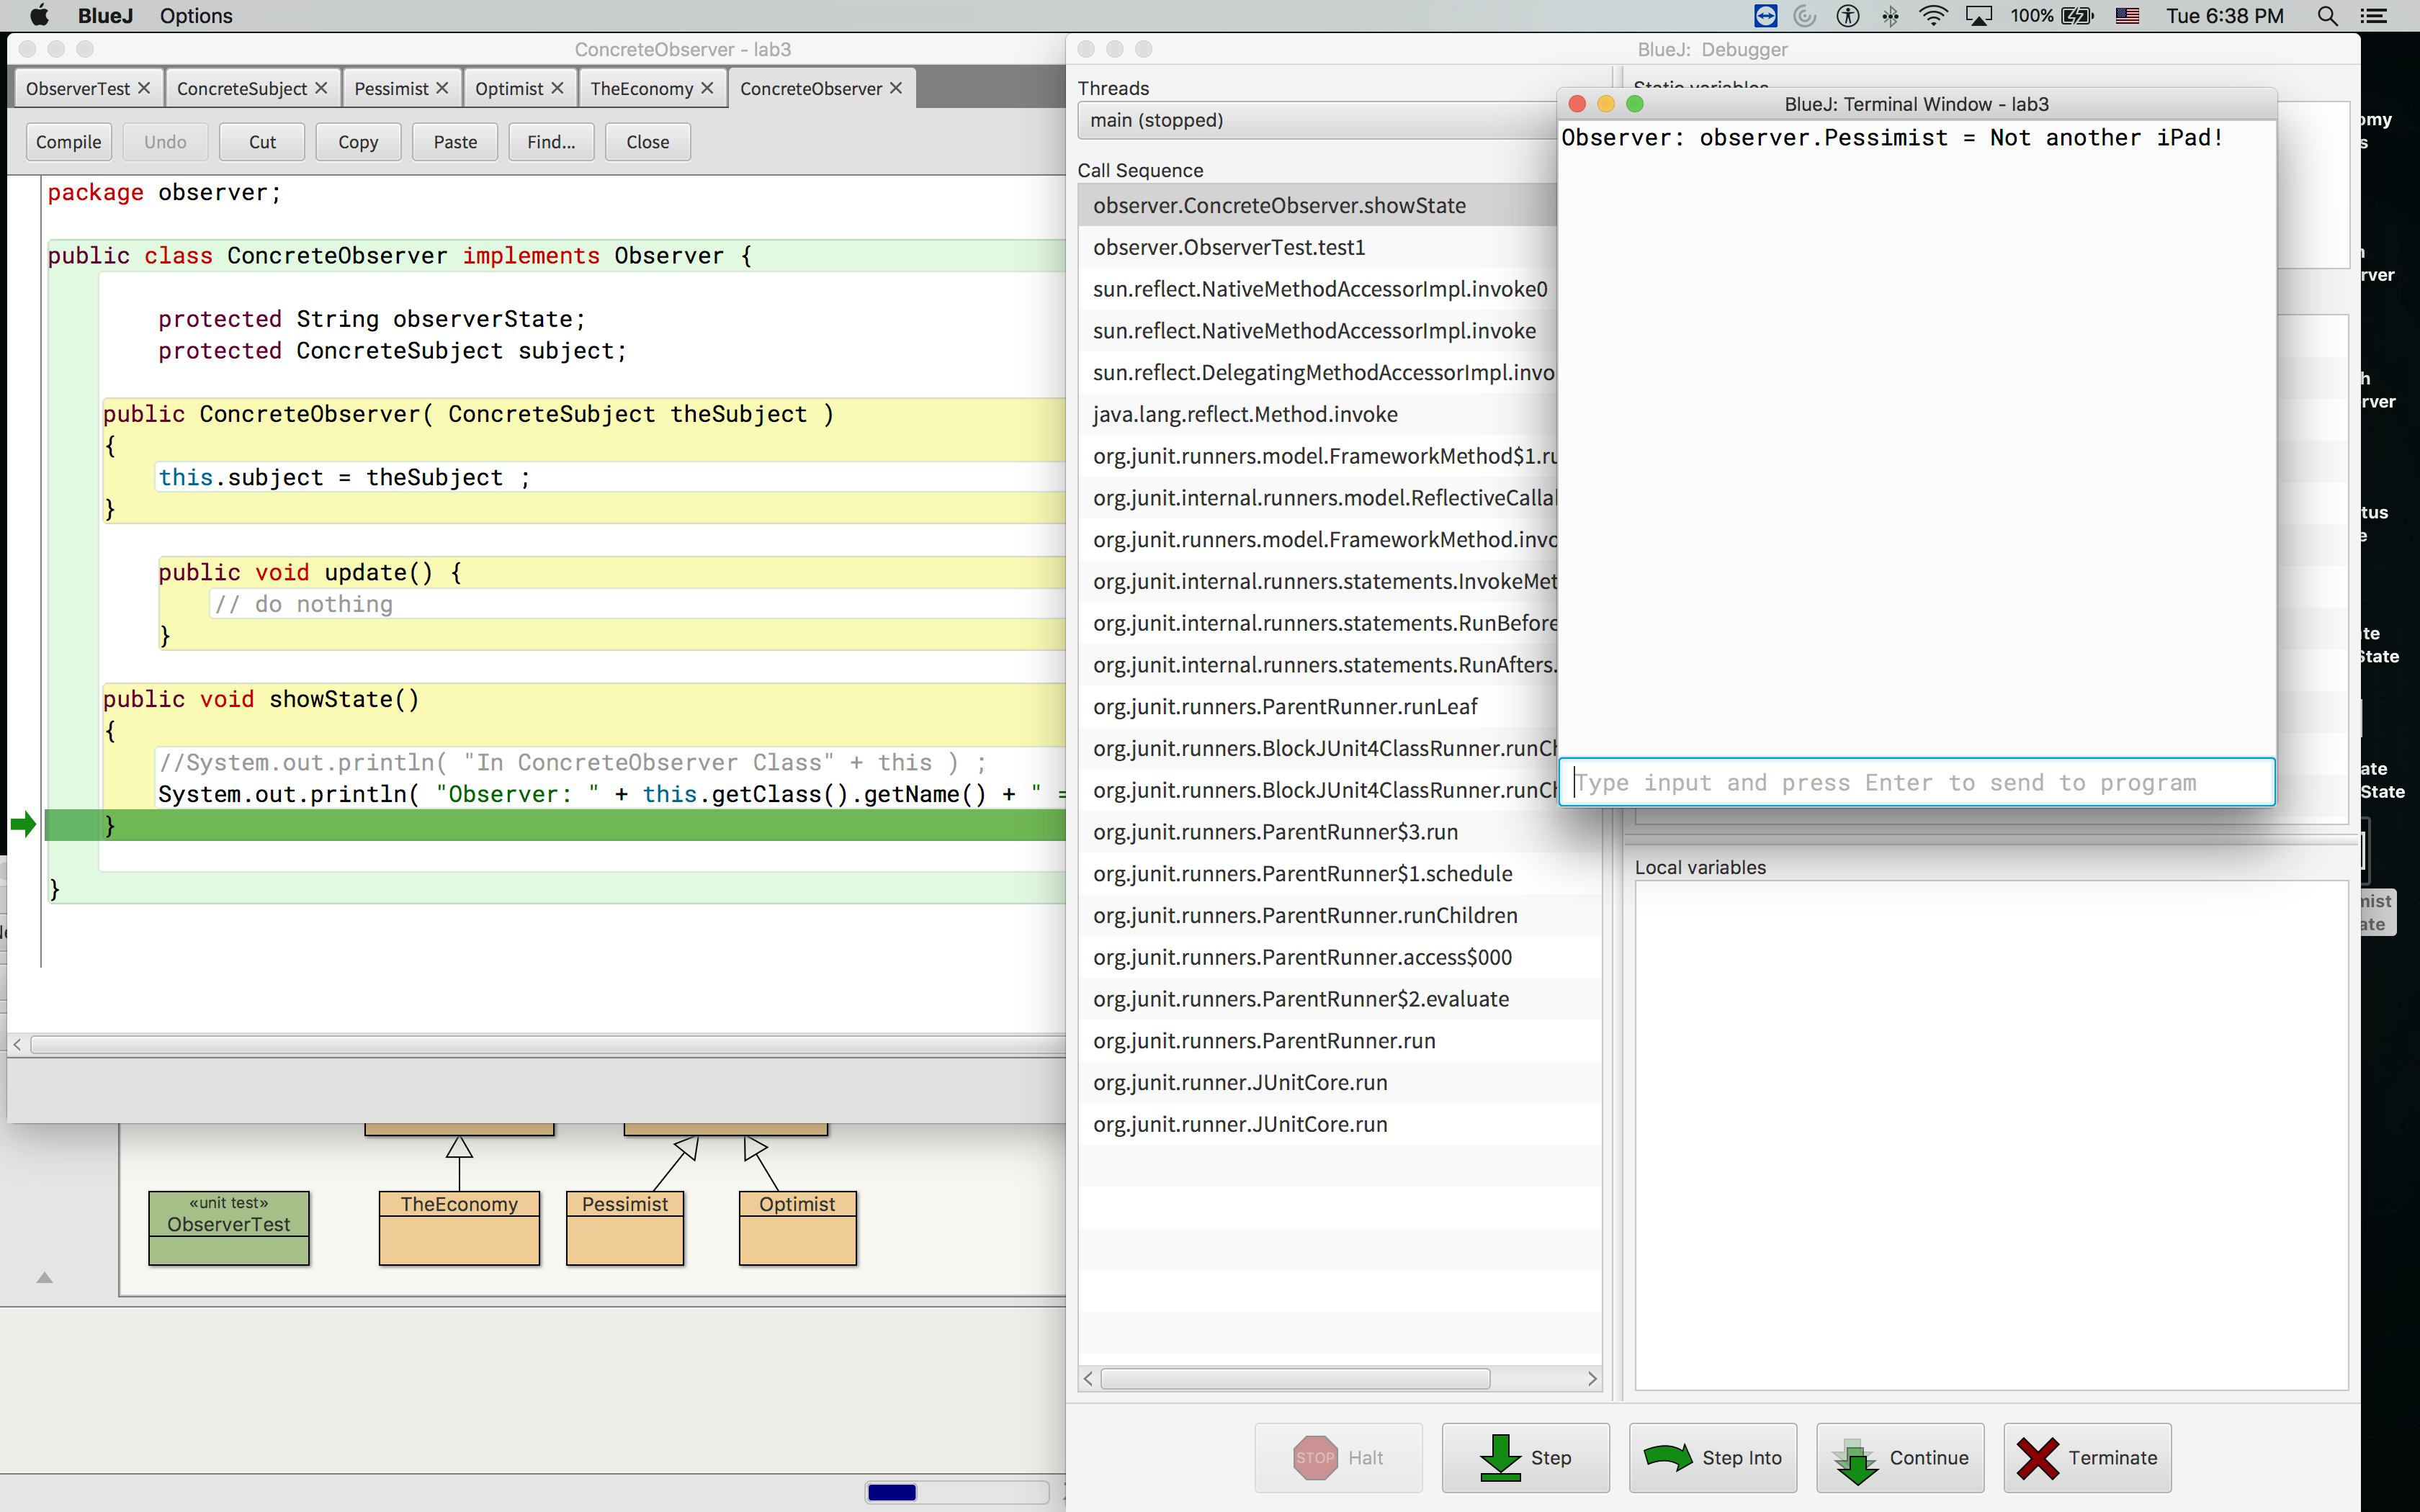 BlueJ Options
100% Tue 6:38 PM
ConcreteObserver - lab3
ObserverTest ConcreteSubject Pessimist Optimist TheEconomy ConcreteObserver
Compile Undo Cut Copy Paste Find... Close
package observer;
public class ConcreteObserver implements Observer {
protected String observerState;
protected ConcreteSubject subject;
public ConcreteObserver( ConcreteSubject theSubject )
{
this.subject = theSubject ;
}
public void update() {
// do nothing
}
public void showState()
{
//System.out.println( "In ConcreteObserver Class" + this ) ;
System.out.println( "Observer: " + this.getClass().getName() + " =
}
}
«unit test»
ObserverTest
TheEconomy
Pessimist
Optimist
BlueJ: Debugger
Threads
main (stopped)
Call Sequence
observer.ConcreteObserver.showState
observer.ObserverTest.test1
sun.reflect.NativeMethodAccessorImpl.invoke0
sun.reflect.NativeMethodAccessorImpl.invoke
sun.reflect.DelegatingMethodAccessorImpl.invo
java.lang.reflect.Method.invoke
org.junit.runners.model.FrameworkMethod$1.ru
org.junit.internal.runners.model.ReflectiveCalla
org.junit.runners.model.FrameworkMethod.invo
org.junit.internal.runners.statements.InvokeMet
org.junit.internal.runners.statements.RunBefore
org.junit.internal.runners.statements.RunAfters.
org.junit.runners.ParentRunner.runLeaf
org.junit.runners.BlockJUnit4ClassRunner.runCh
org.junit.runners.BlockJUnit4ClassRunner.runCh
org.junit.runners.ParentRunner$3.run
org.junit.runners.ParentRunner$1.schedule
org.junit.runners.ParentRunner.runChildren
org.junit.runners.ParentRunner.access$000
org.junit.runners.ParentRunner$2.evaluate
org.junit.runners.ParentRunner.run
org.junit.runner.JUnitCore.run
org.junit.runner.JUnitCore.run
Static variables
BlueJ: Terminal Window - lab3
Observer: observer.Pessimist = Not another iPad!
Type input and press Enter to send to program
Local variables
STOP Halt Step Step Into Continue Terminate
omy
s
rver
h
rver
tus
e
te
State
ate
State
mist
ate